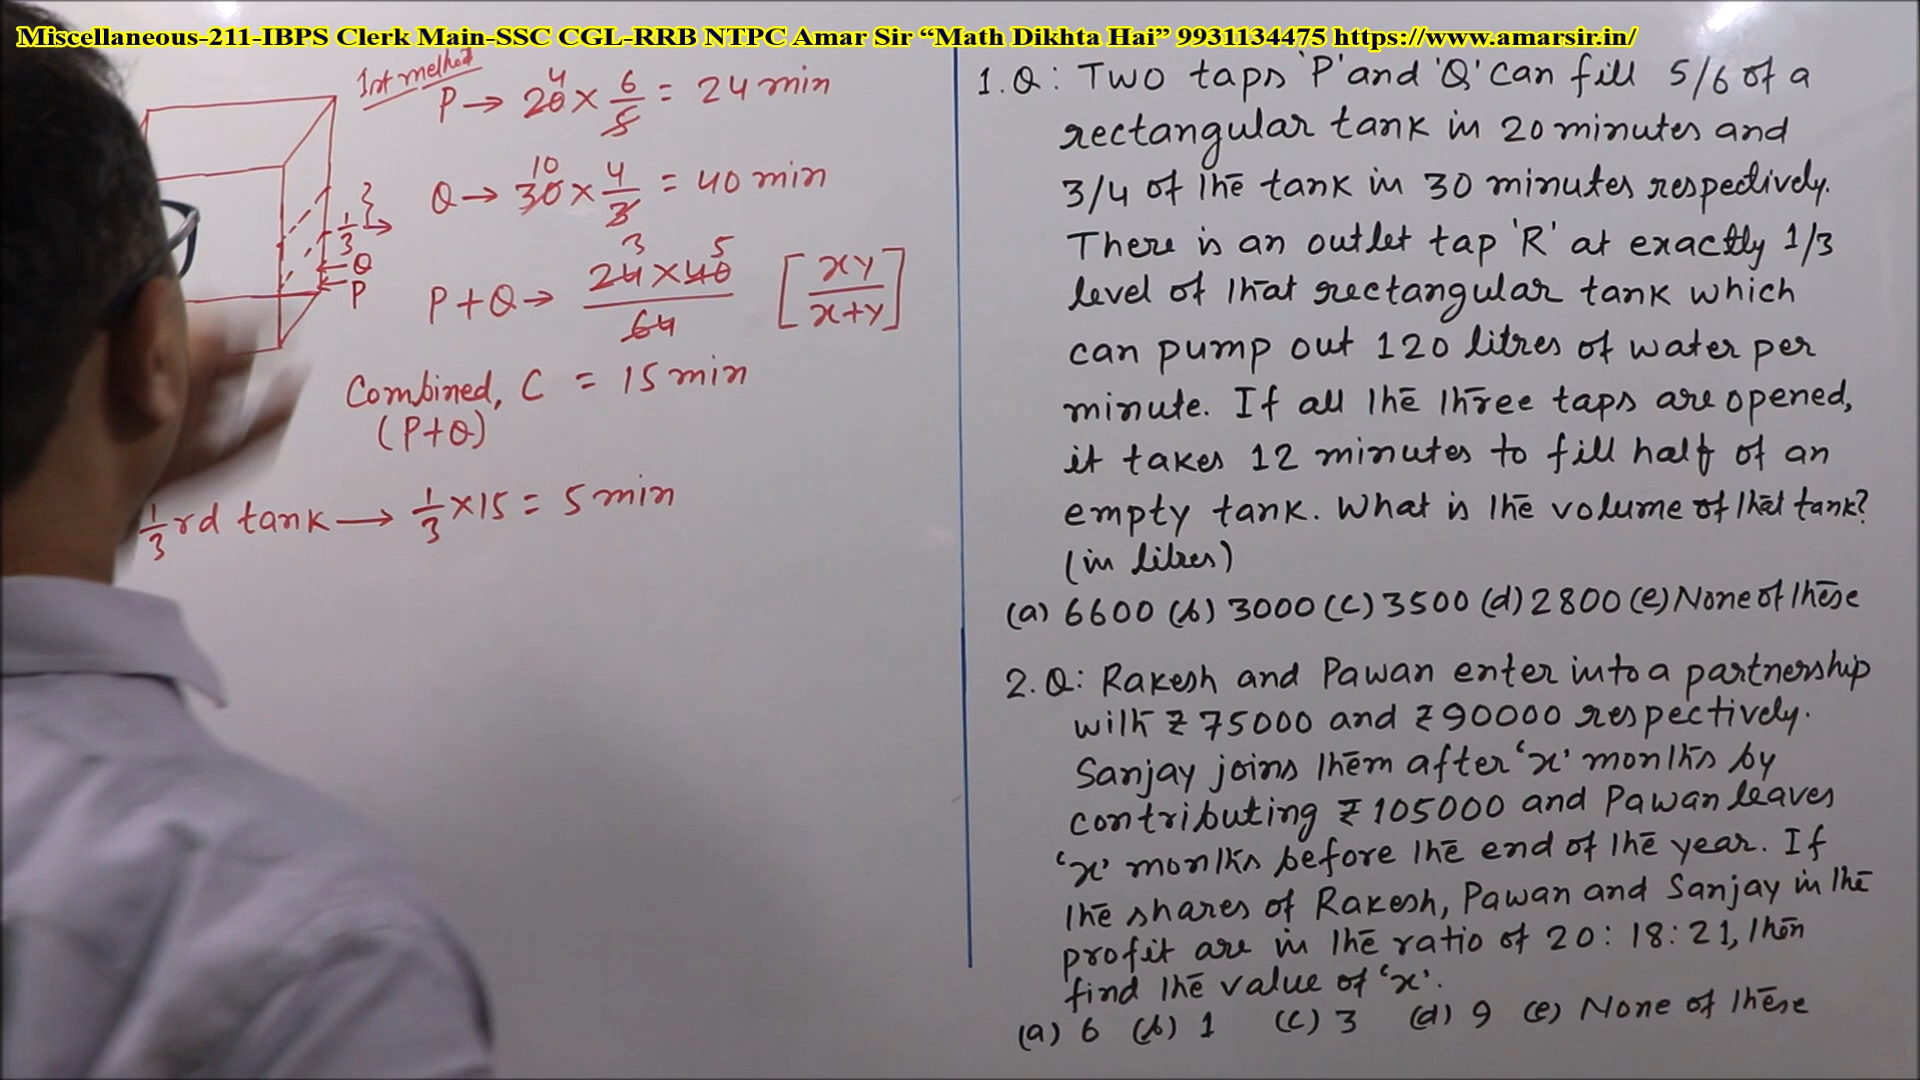 Miscellaneous-211-IBPS Clerk Main-SSC CGL-RRB NTPC Amar Sir “Math Dikhta Hai” 9931134475 https://www.amarsir.in/
1st method
P → 20 4 × 6/5 = 24 min
Q → 30 10 × 4/3 = 40 min
1/3
Q
P
P+Q → 24 3 × 40 5 / 64 [xy / x+y]
Combined, C = 15 min
(P+Q)
1/3 rd tank → 1/3 × 15 = 5 min
1. Q: Two taps 'P' and 'Q' can fill 5/6 of a
rectangular tank in 20 minutes and
3/4 of the tank in 30 minutes respectively.
There is an outlet tap 'R' at exactly 1/3
level of that rectangular tank which
can pump out 120 litres of water per
minute. If all the three taps are opened,
it takes 12 minutes to fill half of an
empty tank. What is the volume of that tank?
(in litres)
(a) 6600 (b) 3000 (c) 3500 (d) 2800 (e) None of these
2. Q: Rakesh and Pawan enter into a partnership
with ₹ 75000 and ₹ 90000 respectively.
Sanjay joins them after 'x' months by
contributing ₹ 105000 and Pawan leaves
'x' months before the end of the year. If
the shares of Rakesh, Pawan and Sanjay in the
profit are in the ratio of 20 : 18 : 21, then
find the value of 'x'.
(a) 6 (b) 1 (c) 3 (d) 9 (e) None of these